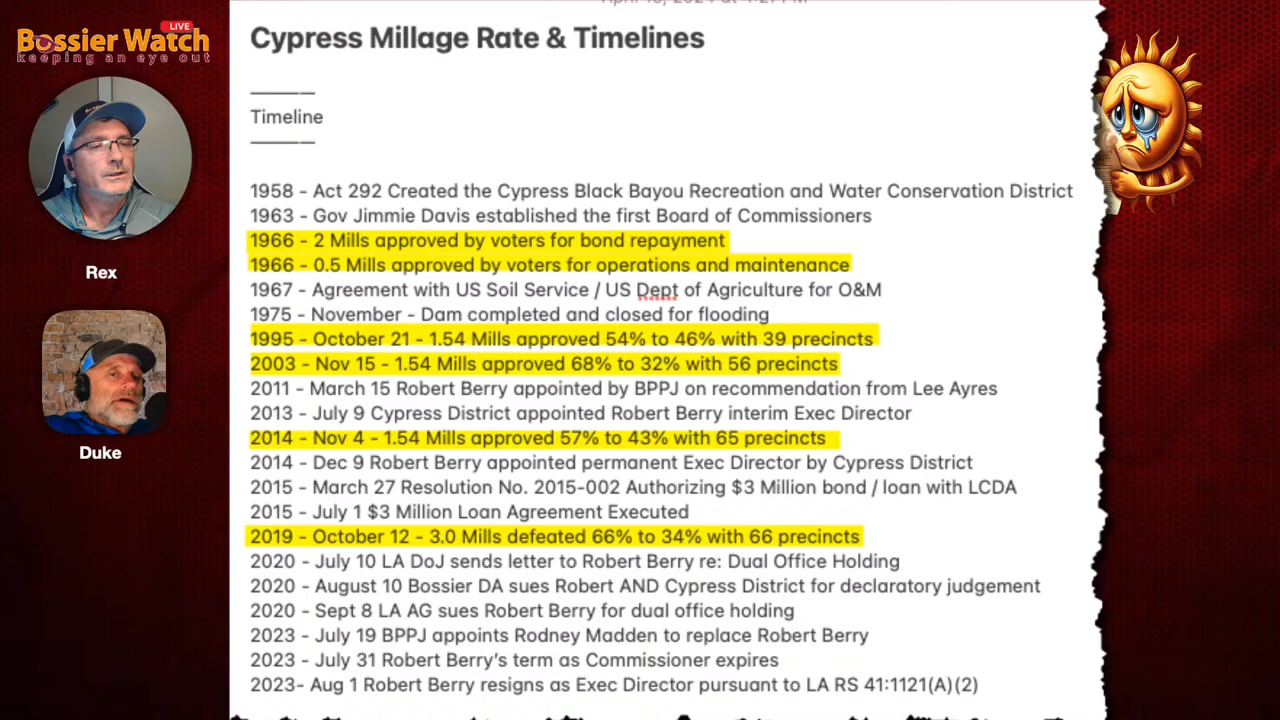 LIVE
Bossier Watch
keeping an eye out
Rex
Duke
Cypress Millage Rate & Timelines
Timeline
1958 - Act 292 Created the Cypress Black Bayou Recreation and Water Conservation District
1963 - Gov Jimmie Davis established the first Board of Commissioners
1966 - 2 Mills approved by voters for bond repayment
1966 - 0.5 Mills approved by voters for operations and maintenance
1967 - Agreement with US Soil Service / US Dept of Agriculture for O&M
1975 - November - Dam completed and closed for flooding
1995 - October 21 - 1.54 Mills approved 54% to 46% with 39 precincts
2003 - Nov 15 - 1.54 Mills approved 68% to 32% with 56 precincts
2011 - March 15 Robert Berry appointed by BPPJ on recommendation from Lee Ayres
2013 - July 9 Cypress District appointed Robert Berry interim Exec Director
2014 - Nov 4 - 1.54 Mills approved 57% to 43% with 65 precincts
2014 - Dec 9 Robert Berry appointed permanent Exec Director by Cypress District
2015 - March 27 Resolution No. 2015-002 Authorizing $3 Million bond / loan with LCDA
2015 - July 1 $3 Million Loan Agreement Executed
2019 - October 12 - 3.0 Mills defeated 66% to 34% with 66 precincts
2020 - July 10 LA DoJ sends letter to Robert Berry re: Dual Office Holding
2020 - August 10 Bossier DA sues Robert AND Cypress District for declaratory judgement
2020 - Sept 8 LA AG sues Robert Berry for dual office holding
2023 - July 19 BPPJ appoints Rodney Madden to replace Robert Berry
2023 - July 31 Robert Berry's term as Commissioner expires
2023- Aug 1 Robert Berry resigns as Exec Director pursuant to LA RS 41:1121(A)(2)